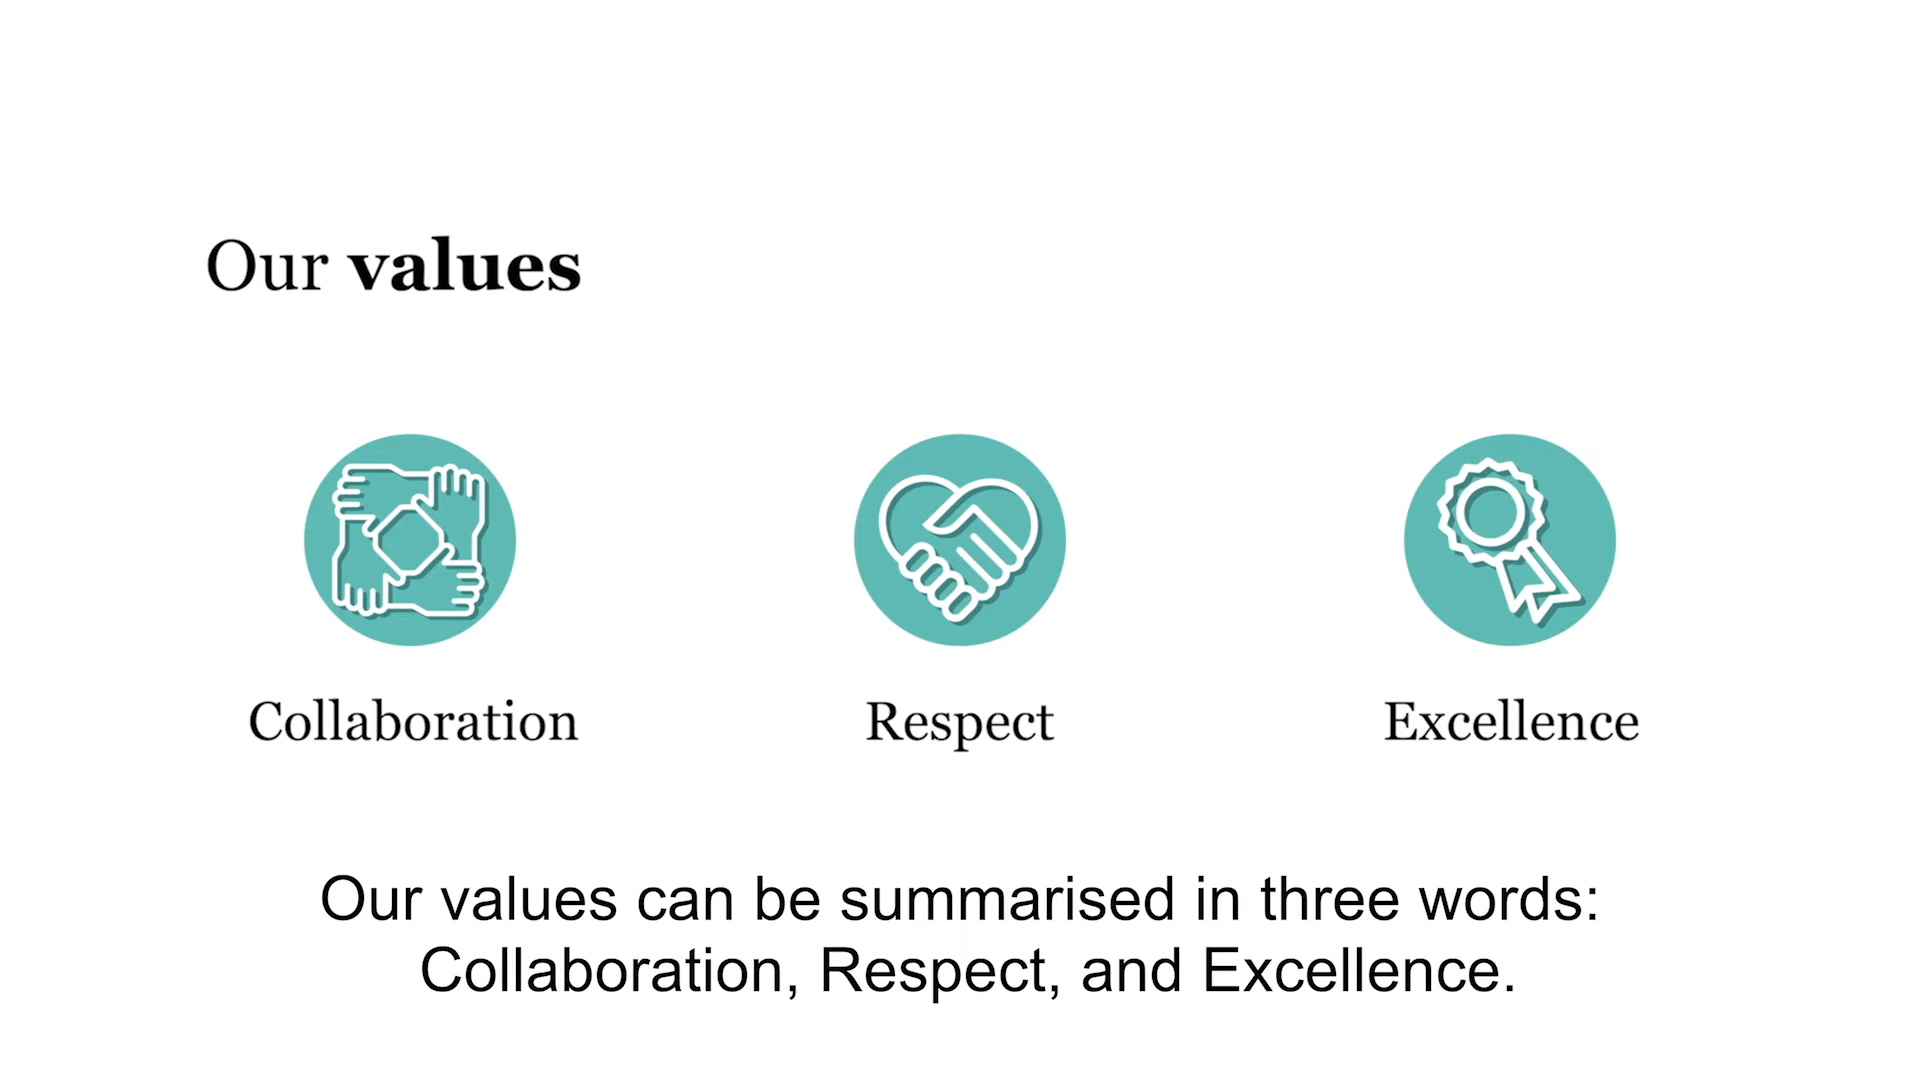 Our values
Collaboration
Respect
Excellence
Our values can be summarised in three words:
Collaboration, Respect, and Excellence.